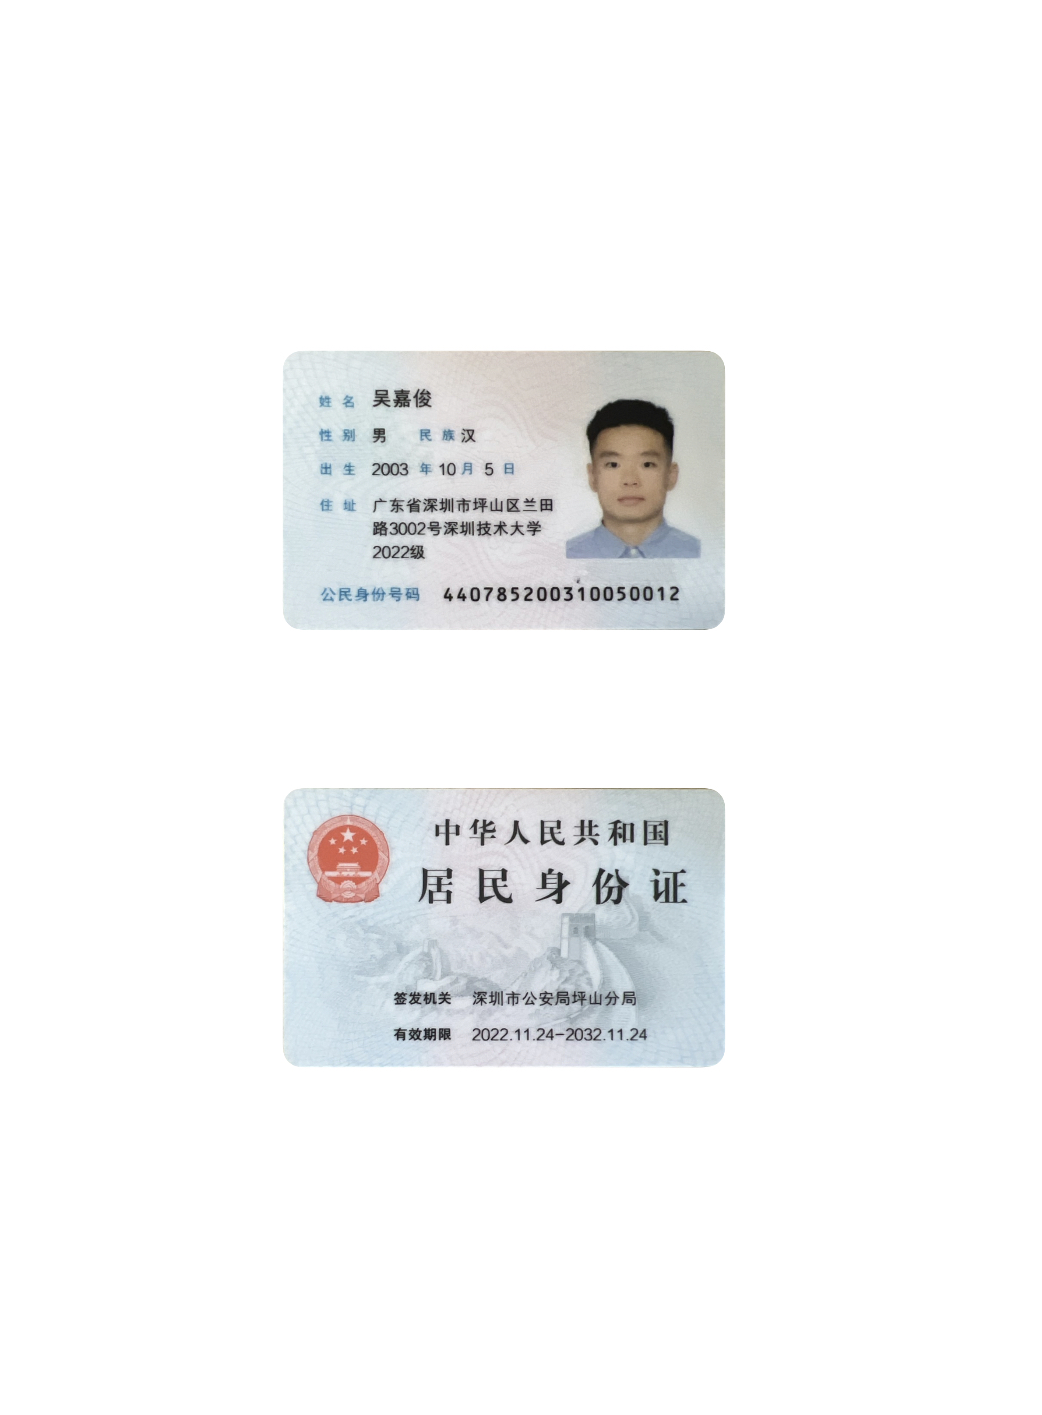 姓名 吴嘉俊
性别 男 民族 汉
出生 2003 年 10 月 5 日
住址 广东省深圳市坪山区兰田
路3002号深圳技术大学
2022级
公民身份号码 440785200310050012
中华人民共和国
居民身份证
签发机关 深圳市公安局坪山分局
有效期限 2022.11.24-2032.11.24